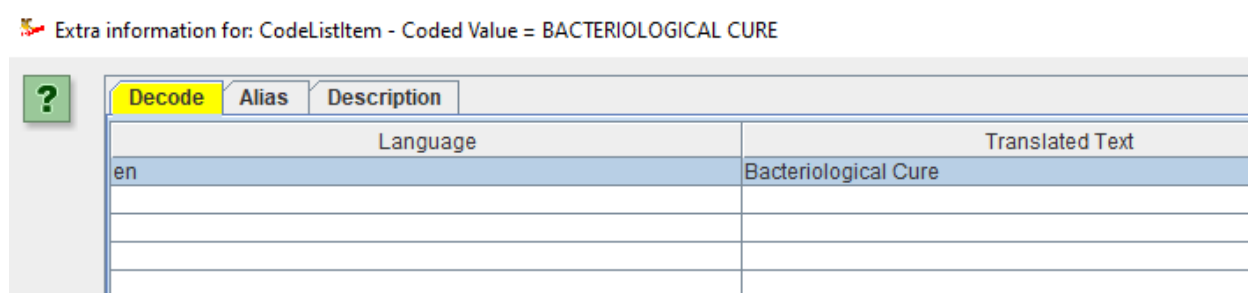 Extra information for: CodeListItem - Coded Value = BACTERIOLOGICAL CURE
?
Decode Alias Description
Language Translated Text
en Bacteriological Cure